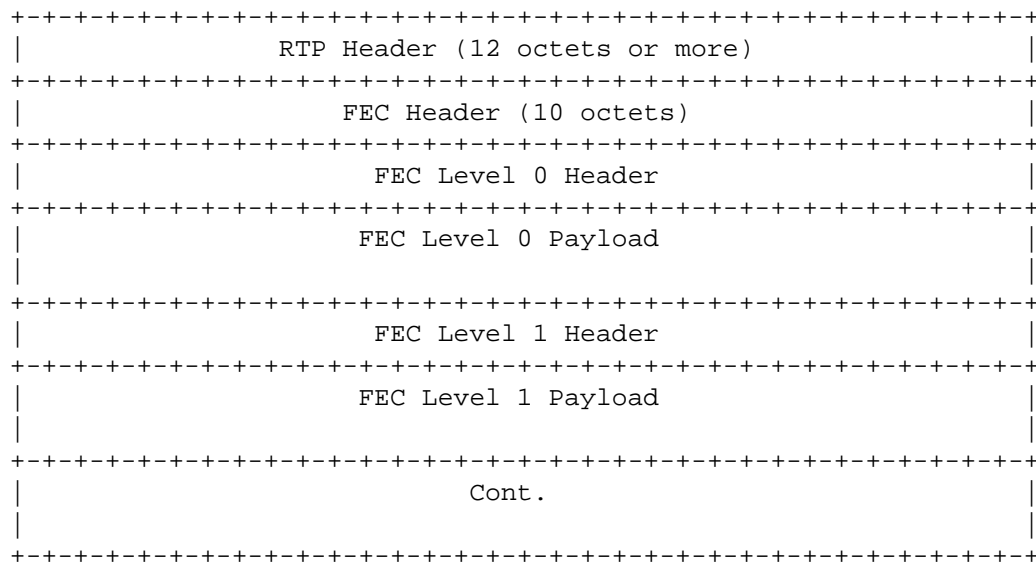 +-+-+-+-+-+-+-+-+-+-+-+-+-+-+-+-+-+-+-+-+-+-+-+-+-+-+-+-+-+-+-+-+
|                RTP Header (12 octets or more)                 |
+-+-+-+-+-+-+-+-+-+-+-+-+-+-+-+-+-+-+-+-+-+-+-+-+-+-+-+-+-+-+-+-+
|                    FEC Header (10 octets)                     |
+-+-+-+-+-+-+-+-+-+-+-+-+-+-+-+-+-+-+-+-+-+-+-+-+-+-+-+-+-+-+-+-+
|                      FEC Level 0 Header                       |
+-+-+-+-+-+-+-+-+-+-+-+-+-+-+-+-+-+-+-+-+-+-+-+-+-+-+-+-+-+-+-+-+
|                     FEC Level 0 Payload                       |
|                                                               |
+-+-+-+-+-+-+-+-+-+-+-+-+-+-+-+-+-+-+-+-+-+-+-+-+-+-+-+-+-+-+-+-+
|                      FEC Level 1 Header                       |
+-+-+-+-+-+-+-+-+-+-+-+-+-+-+-+-+-+-+-+-+-+-+-+-+-+-+-+-+-+-+-+-+
|                     FEC Level 1 Payload                       |
|                                                               |
+-+-+-+-+-+-+-+-+-+-+-+-+-+-+-+-+-+-+-+-+-+-+-+-+-+-+-+-+-+-+-+-+
|                            Cont.                              |
|                                                               |
+-+-+-+-+-+-+-+-+-+-+-+-+-+-+-+-+-+-+-+-+-+-+-+-+-+-+-+-+-+-+-+-+